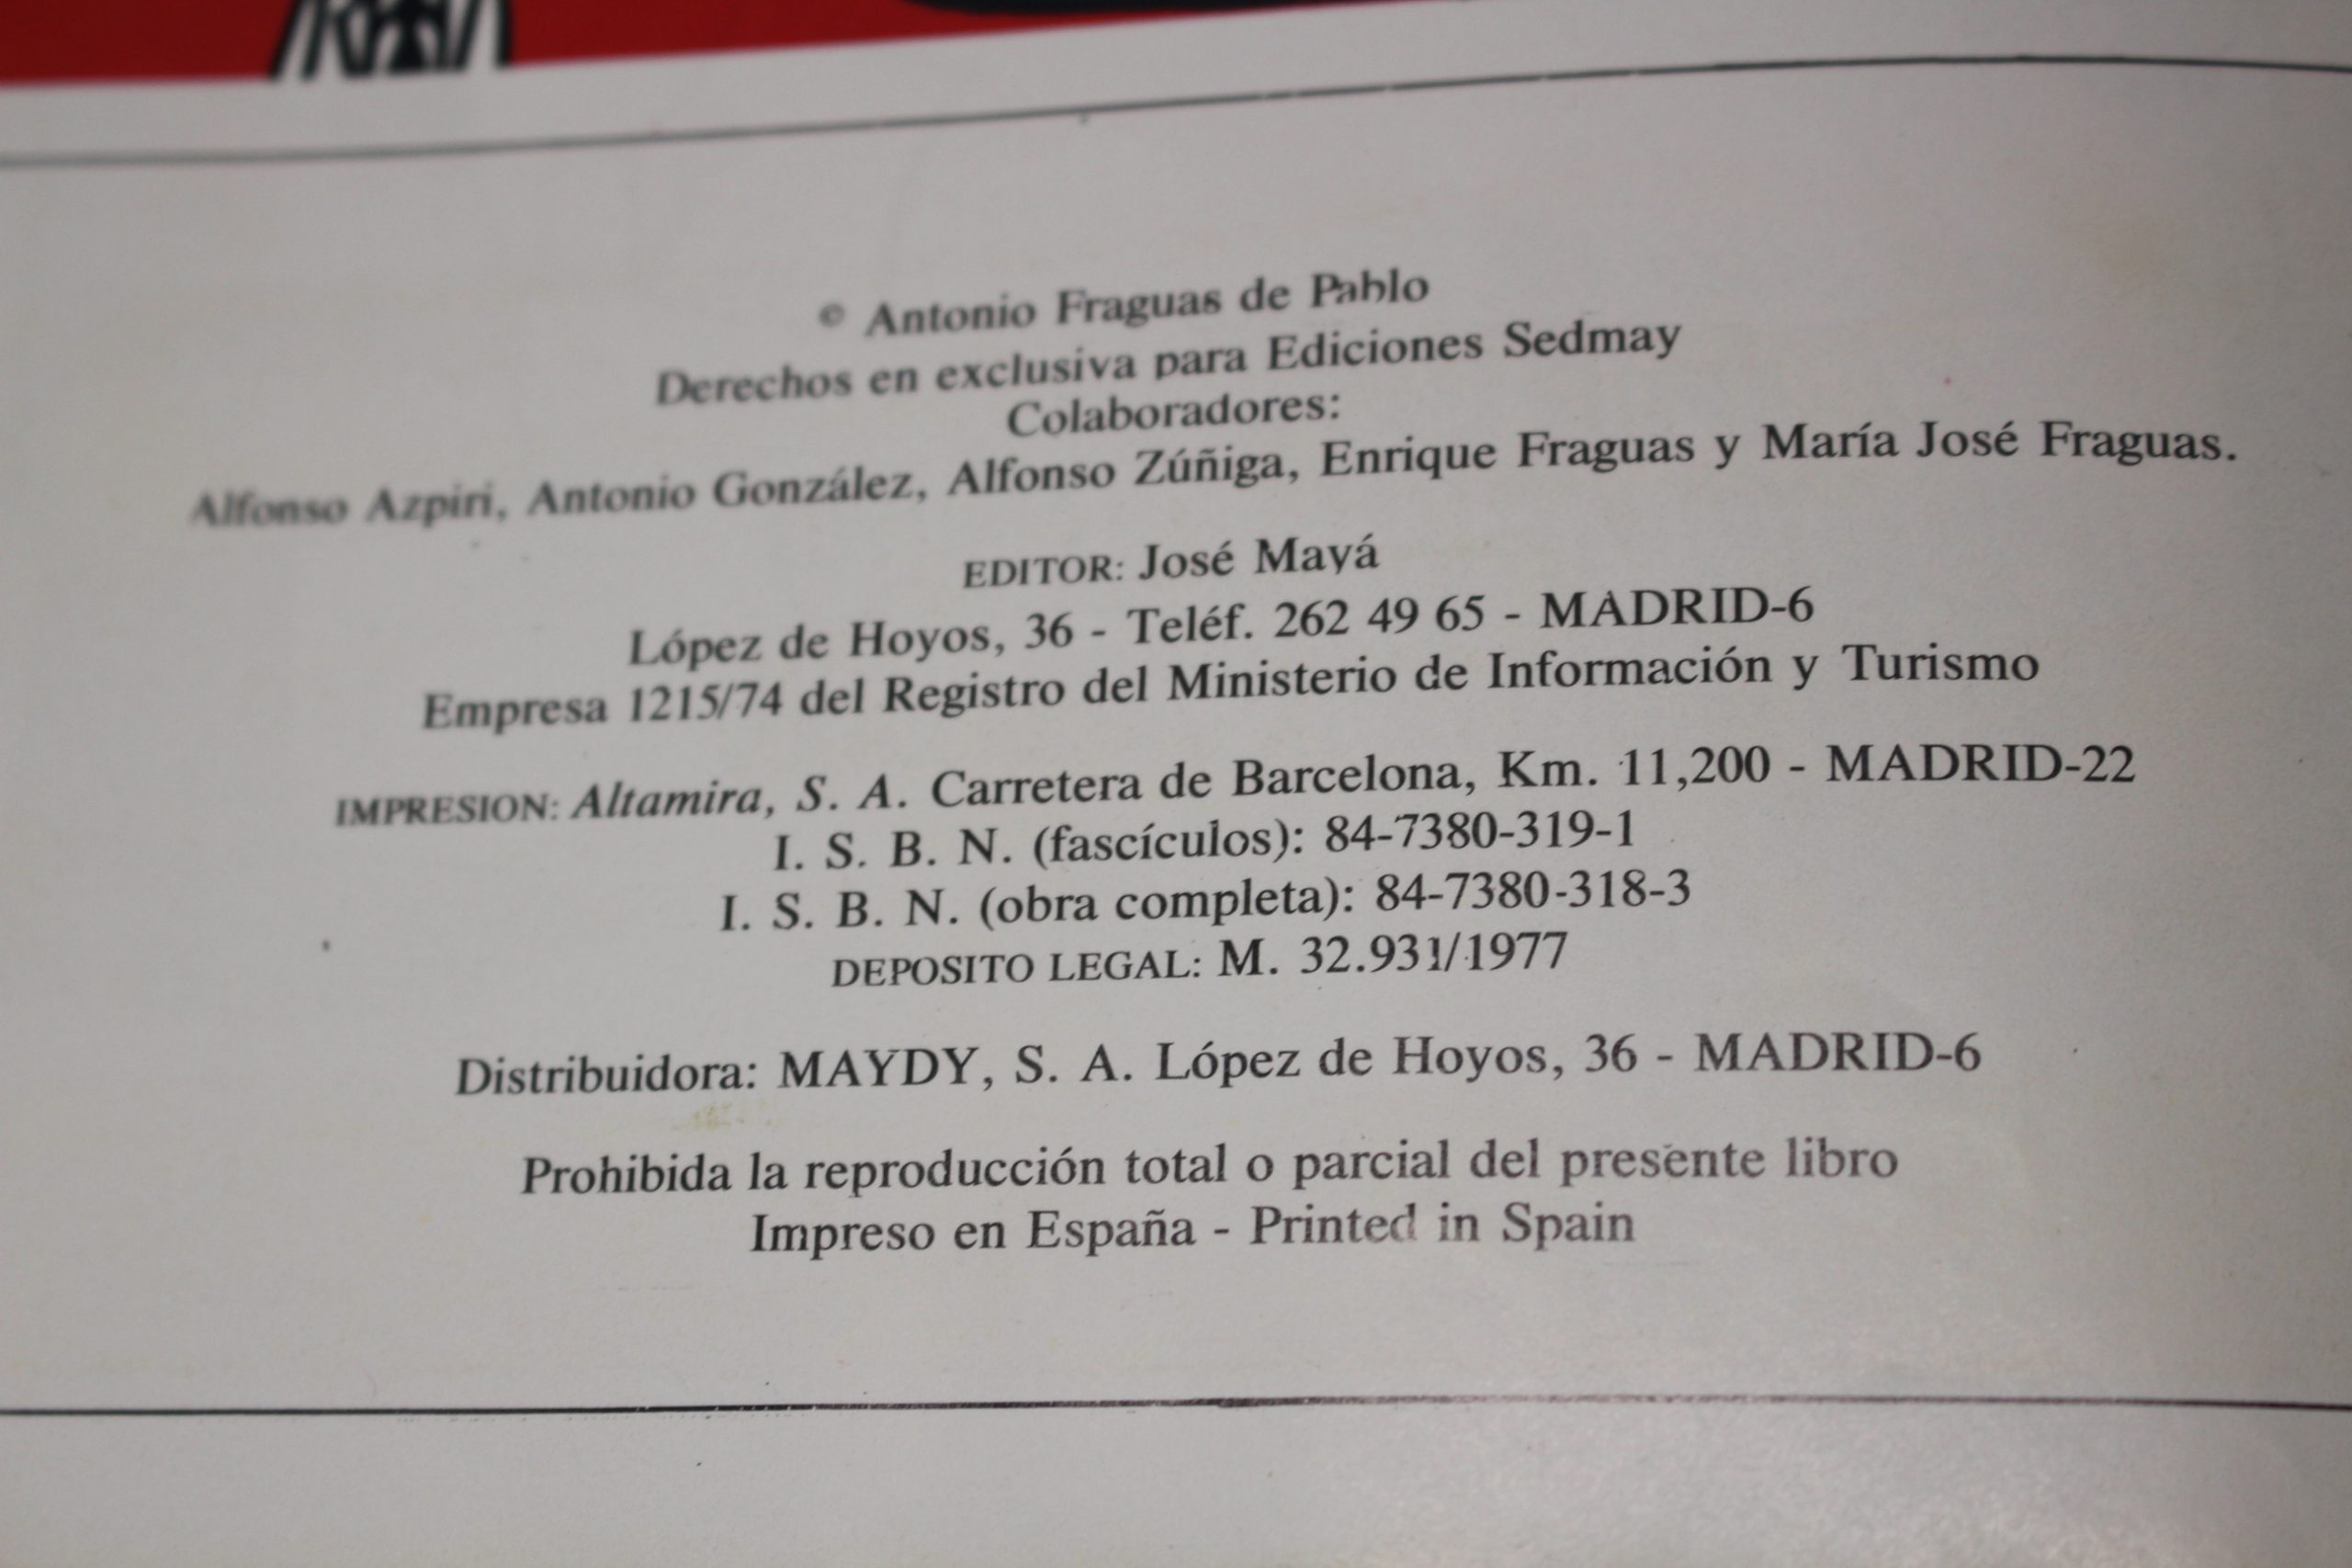 © Antonio Fraguas de Pablo
Derechos en exclusiva para Ediciones Sedmay
Colaboradores:
Alfonso Azpiri, Antonio González, Alfonso Zúñiga, Enrique Fraguas y María José Fraguas.
EDITOR: José Mayá
López de Hoyos, 36 - Teléf. 262 49 65 - MADRID-6
Empresa 1215/74 del Registro del Ministerio de Información y Turismo
IMPRESION: Altamira, S. A. Carretera de Barcelona, Km. 11,200 - MADRID-22
I. S. B. N. (fascículos): 84-7380-319-1
I. S. B. N. (obra completa): 84-7380-318-3
DEPOSITO LEGAL: M. 32.931/1977
Distribuidora: MAYDY, S. A. López de Hoyos, 36 - MADRID-6
Prohibida la reproducción total o parcial del presente libro
Impreso en España - Printed in Spain